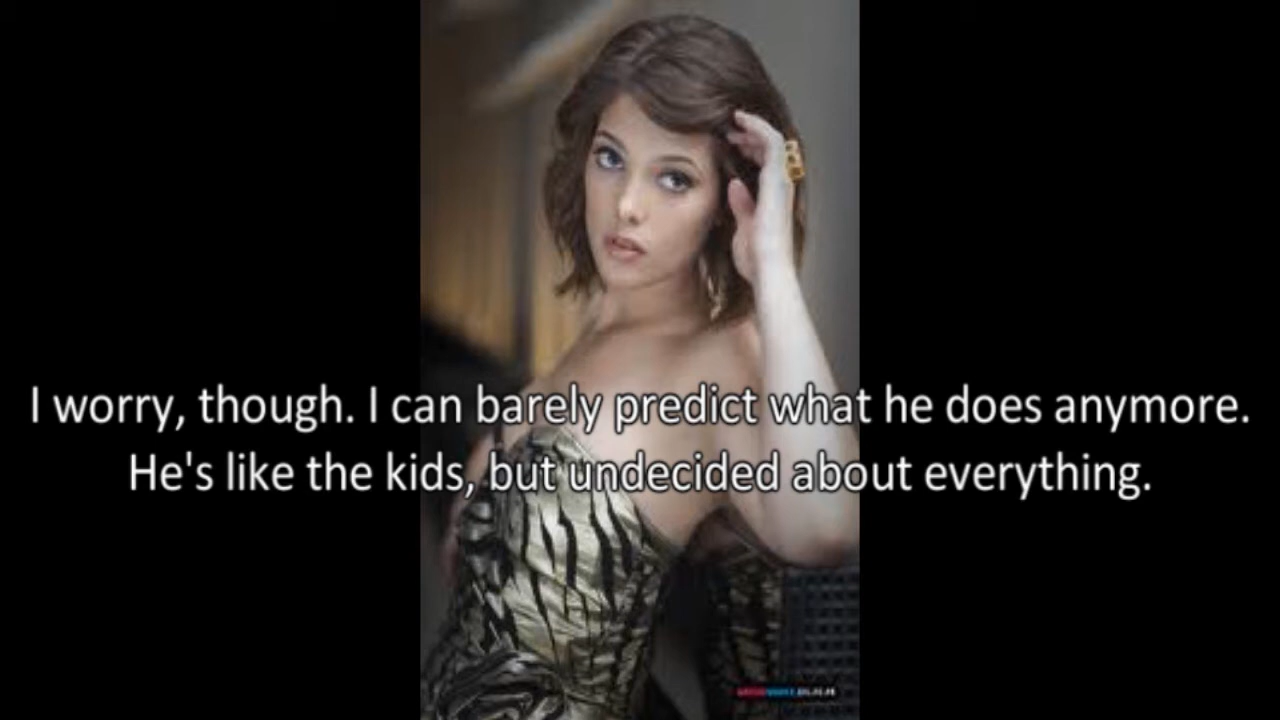 I worry, though. I can barely predict what he does anymore.
He's like the kids, but undecided about everything.